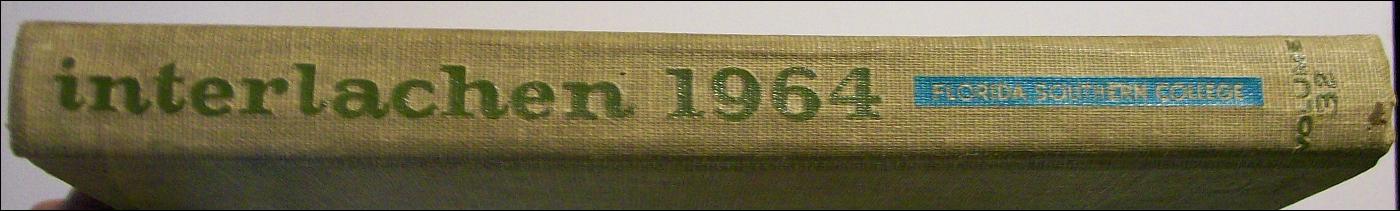 interlachen 1964
FLORIDA SOUTHERN COLLEGE
VOLUME
32